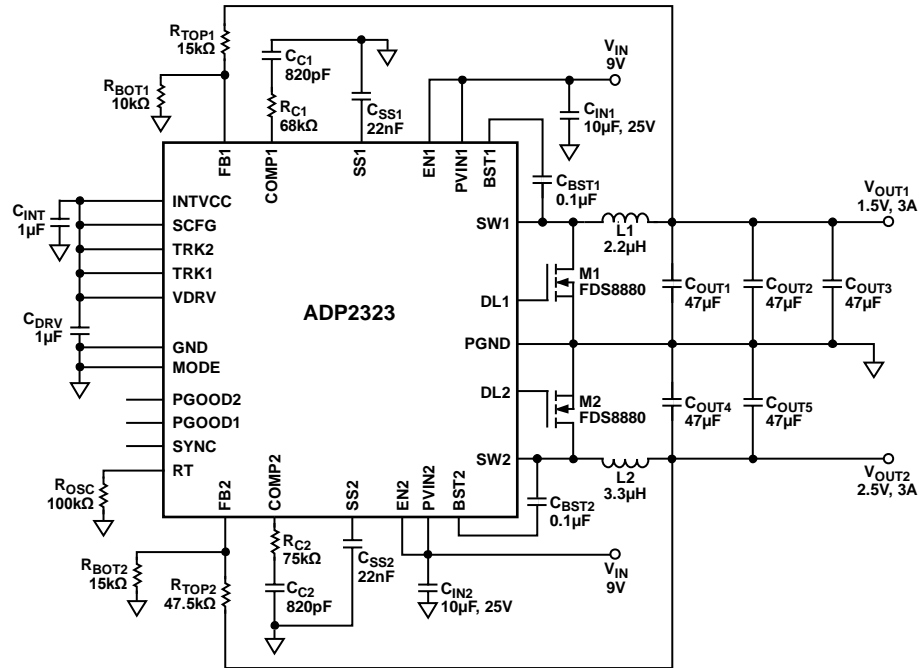 RTOP1
15kΩ
CC1
820pF
VIN
9V
RBOT1
10kΩ
RC1
68kΩ
CSS1
22nF
CIN1
10µF, 25V
FB1
COMP1
SS1
EN1
PVIN1
BST1
CBST1
0.1µF
CINT
1µF
INTVCC
SCFG
TRK2
TRK1
VDRV
CDRV
1µF
GND
MODE
PGOOD2
PGOOD1
SYNC
RT
ROSC
100kΩ
ADP2323
SW1
DL1
PGND
DL2
SW2
L1
2.2µH
VOUT1
1.5V, 3A
M1
FDS8880
COUT1
47µF
COUT2
47µF
COUT3
47µF
M2
FDS8880
COUT4
47µF
COUT5
47µF
L2
3.3µH
VOUT2
2.5V, 3A
FB2
COMP2
SS2
EN2
PVIN2
BST2
CBST2
0.1µF
RBOT2
15kΩ
RTOP2
47.5kΩ
RC2
75kΩ
CC2
820pF
CSS2
22nF
CIN2
10µF, 25V
VIN
9V